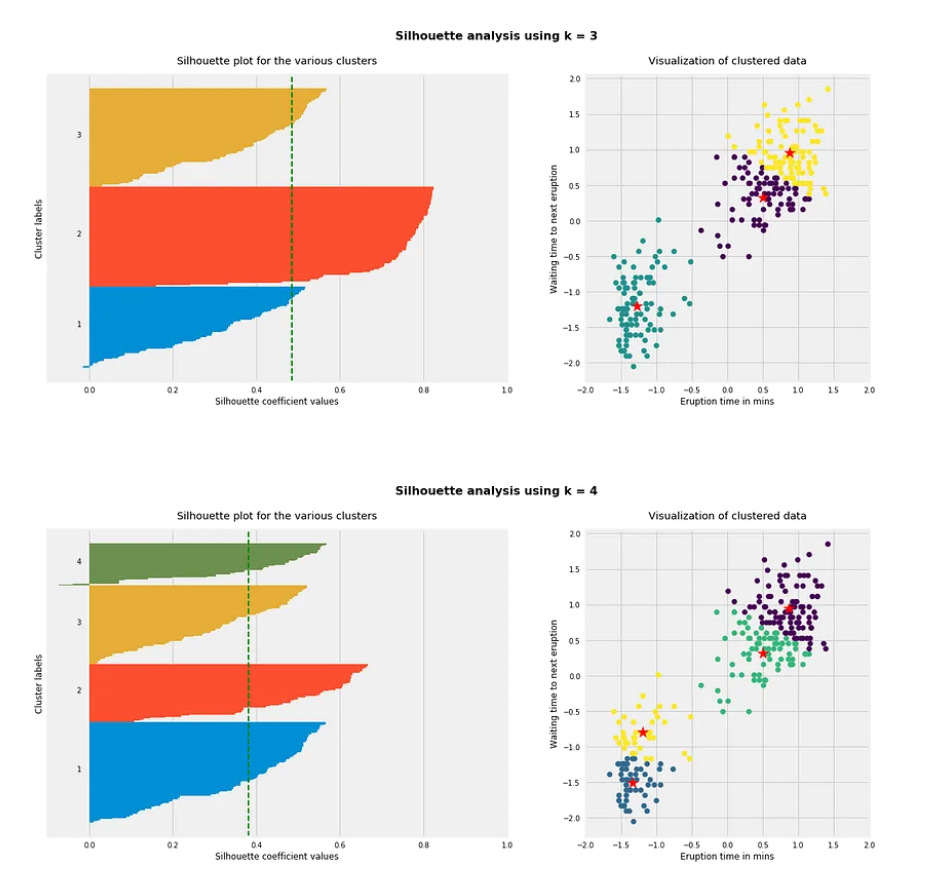 Silhouette analysis using k = 3
Silhouette plot for the various clusters
Cluster labels
3
2
1
0.0 0.2 0.4 0.6 0.8 1.0
Silhouette coefficient values
Visualization of clustered data
Waiting time to next eruption
2.0
1.5
1.0
0.5
0.0
−0.5
−1.0
−1.5
−2.0
−2.0 −1.5 −1.0 −0.5 0.0 0.5 1.0 1.5 2.0
Eruption time in mins
Silhouette analysis using k = 4
Silhouette plot for the various clusters
Cluster labels
4
3
2
1
0.0 0.2 0.4 0.6 0.8 1.0
Silhouette coefficient values
Visualization of clustered data
Waiting time to next eruption
2.0
1.5
1.0
0.5
0.0
−0.5
−1.0
−1.5
−2.0
−2.0 −1.5 −1.0 −0.5 0.0 0.5 1.0 1.5 2.0
Eruption time in mins